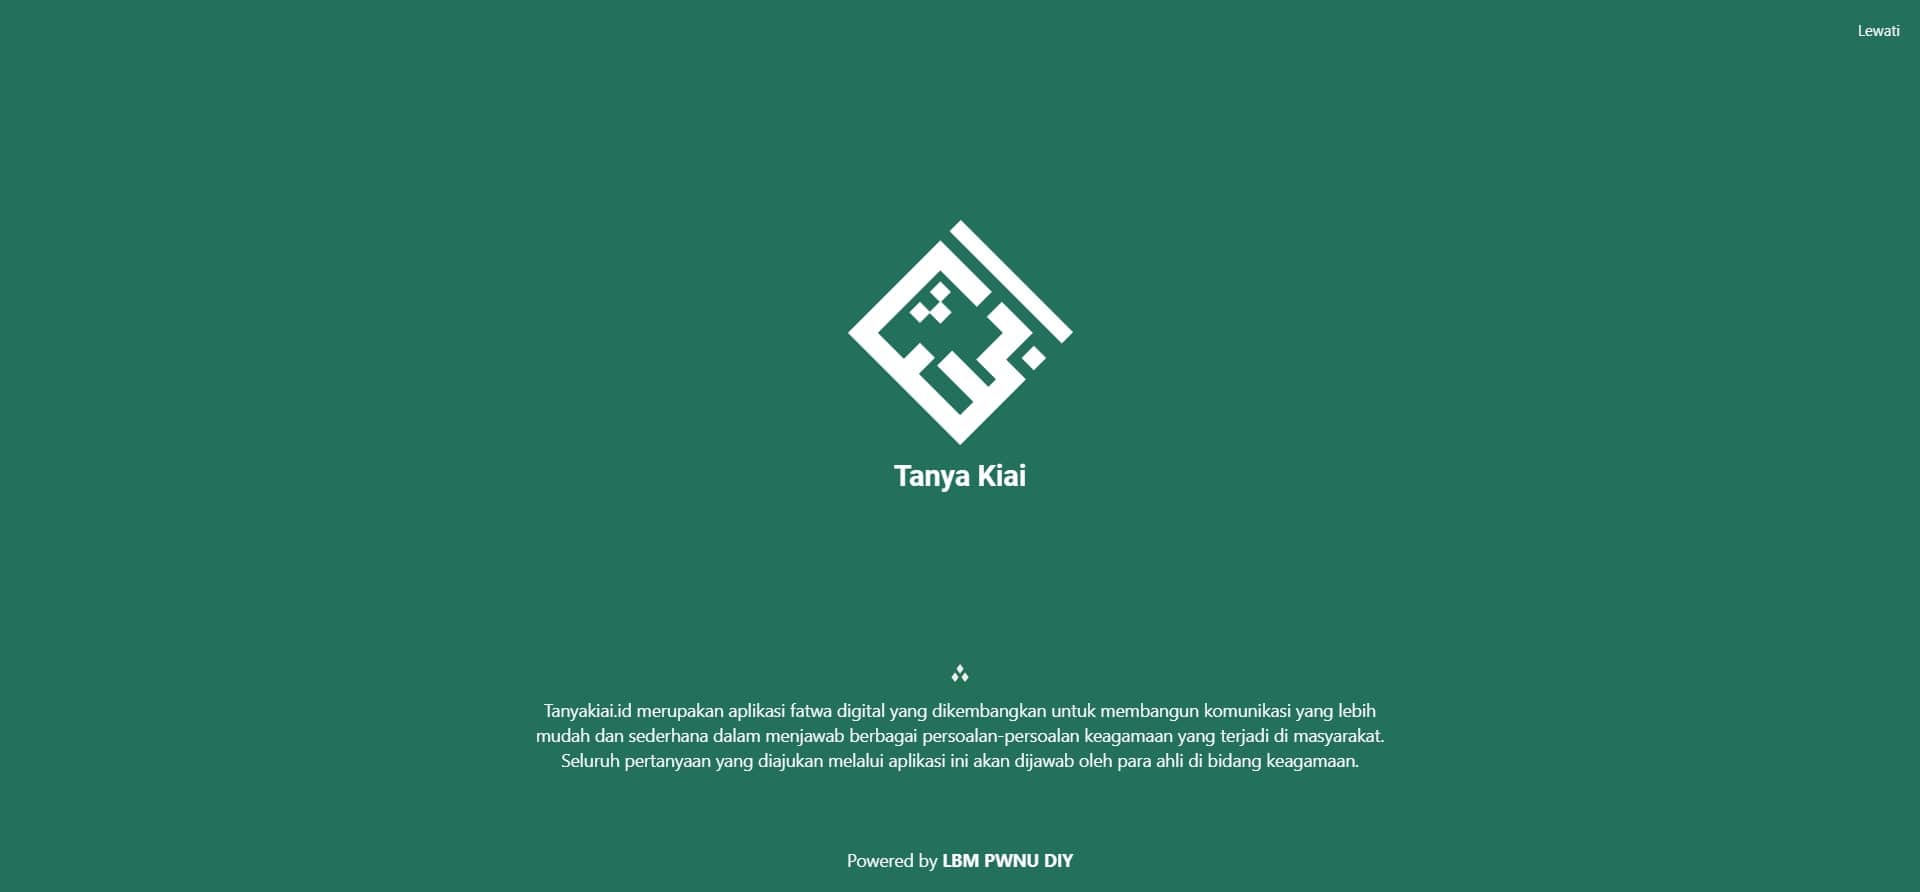 Lewati
Tanya Kiai
Tanyakiai.id merupakan aplikasi fatwa digital yang dikembangkan untuk membangun komunikasi yang lebih
mudah dan sederhana dalam menjawab berbagai persoalan-persoalan keagamaan yang terjadi di masyarakat.
Seluruh pertanyaan yang diajukan melalui aplikasi ini akan dijawab oleh para ahli di bidang keagamaan.
Powered by LBM PWNU DIY